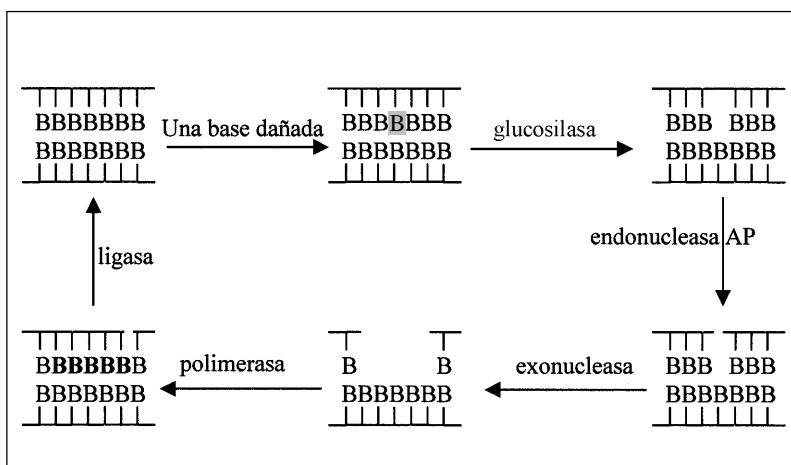 BBBBBBB
BBBBBBB
Una base dañada
BBBBBBB
BBBBBBB
glucosilasa
BBB BBB
BBBBBBB
endonucleasa AP
BBB BBB
BBBBBBB
exonucleasa
B B
BBBBBBB
polimerasa
BBBBBBB
BBBBBBB
ligasa